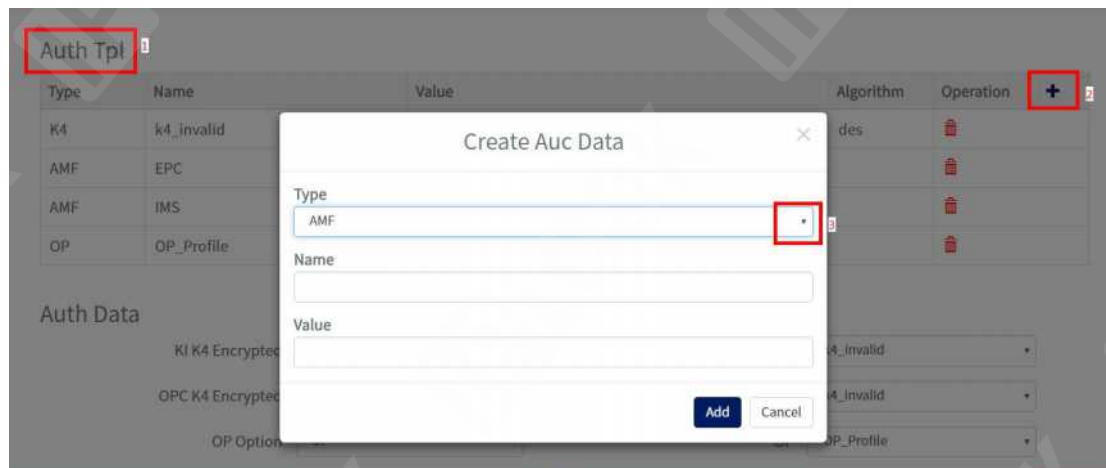 Auth Tpl 1
Type Name Value Algorithm Operation + 2
K4 k4_invalid des
AMF EPC
AMF IMS
OP OP_Profile
Create Auc Data ×
Type
AMF 3
Name
Value
Add Cancel
Auth Data
KI K4 Encrypted
OPC K4 Encrypted
OP Option OP_Profile